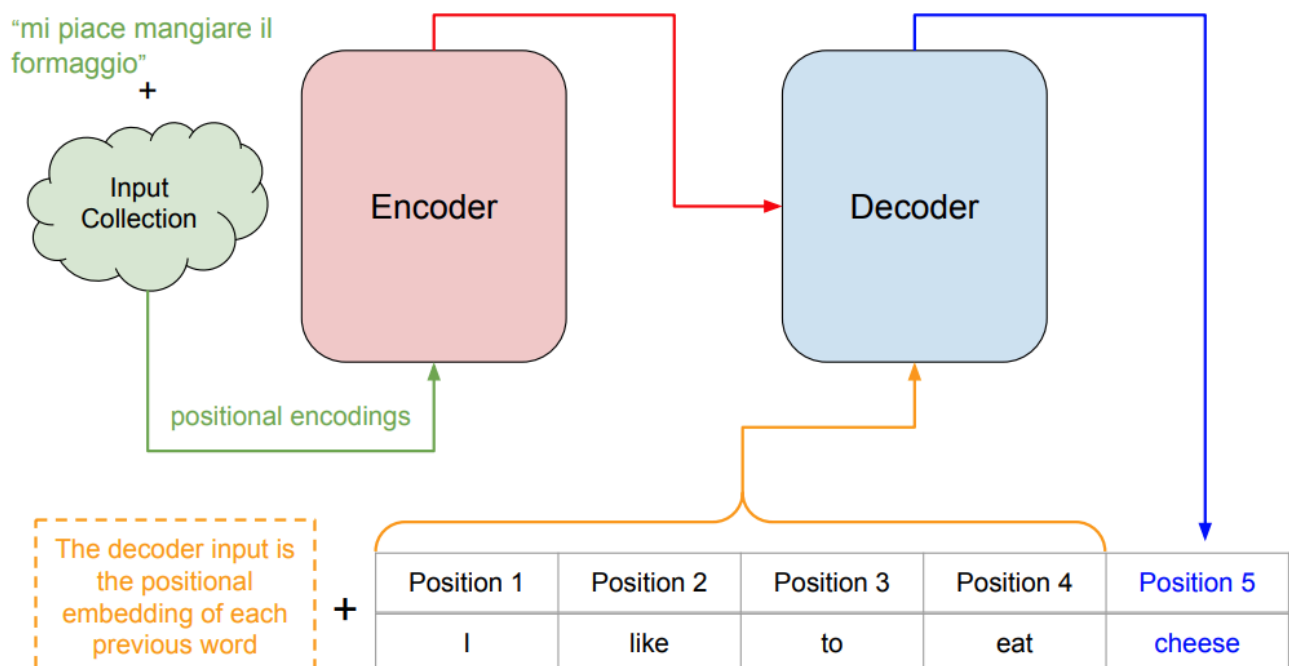 “mi piace mangiare il
formaggio”
+
Input
Collection
Encoder
Decoder
positional encodings
The decoder input is
the positional
embedding of each
previous word
+
Position 1 Position 2 Position 3 Position 4 Position 5
I like to eat cheese